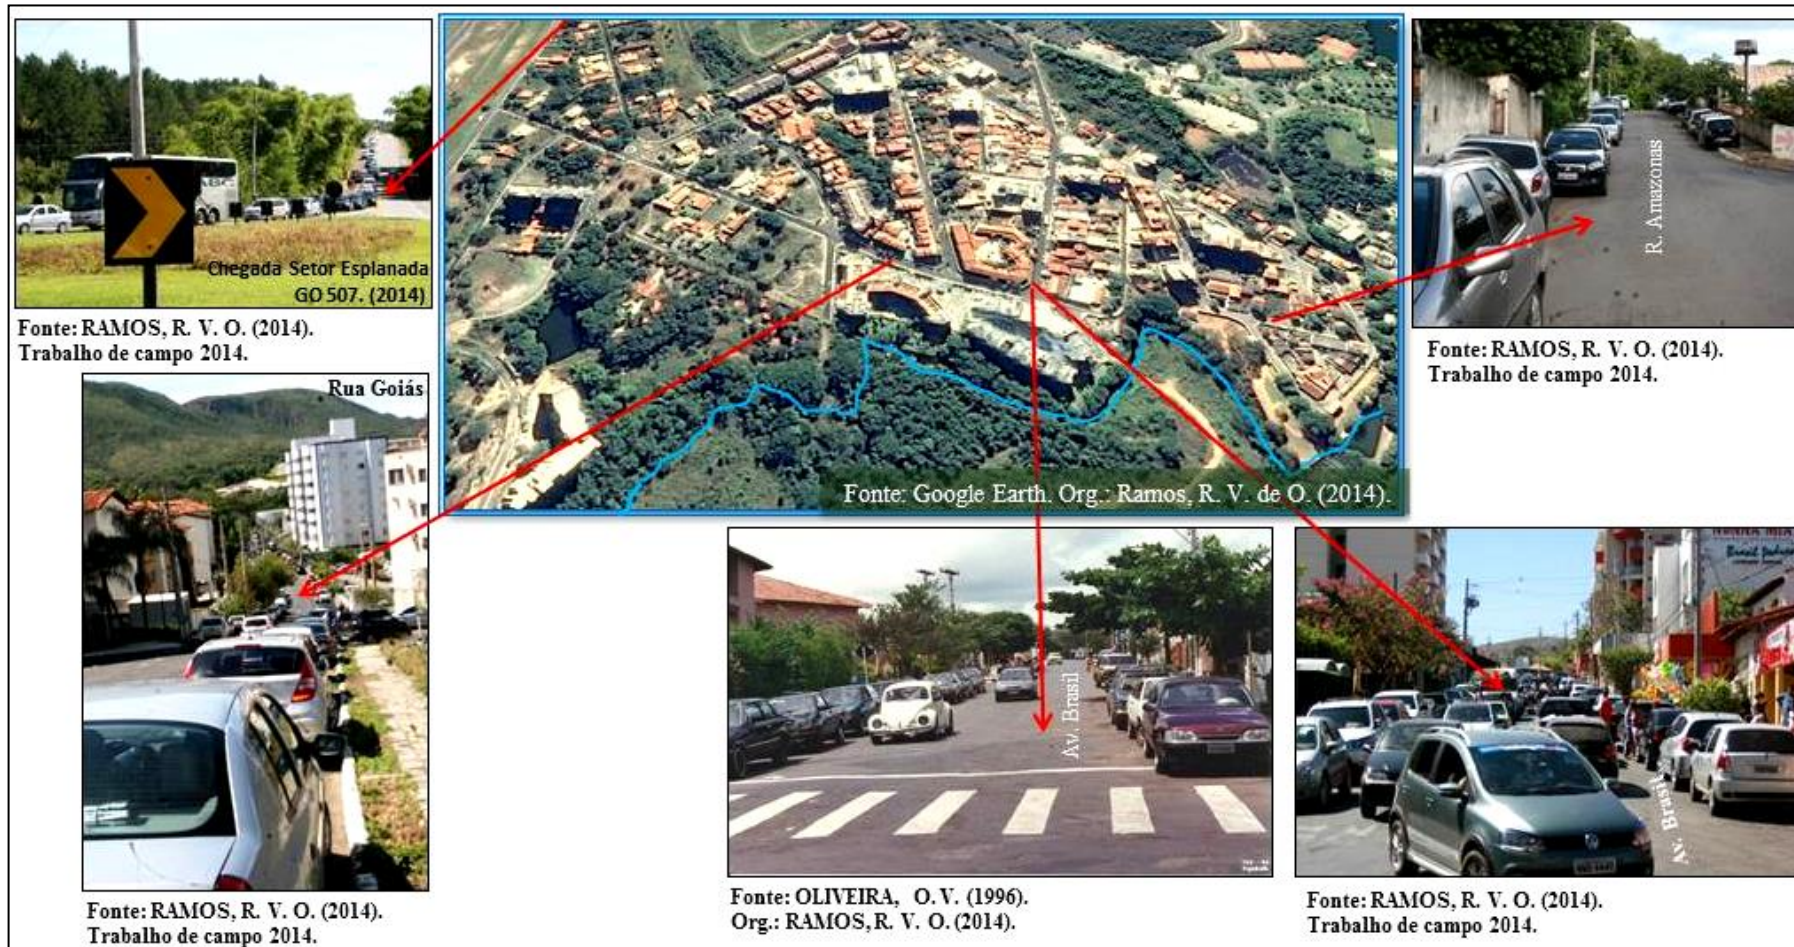 ABC
Chegada Setor Esplanada
GO 507. (2014)
Fonte: RAMOS, R. V. O. (2014).
Trabalho de campo 2014.
Fonte: Google Earth. Org.: Ramos, R. V. de O. (2014).
R. Amazonas
Fonte: RAMOS, R. V. O. (2014).
Trabalho de campo 2014.
Rua Goiás
Fonte: RAMOS, R. V. O. (2014).
Trabalho de campo 2014.
Av. Brasil
Fonte: OLIVEIRA, O. V. (1996).
Org.: RAMOS, R. V. O. (2014).
Av. Brasil
Fonte: RAMOS, R. V. O. (2014).
Trabalho de campo 2014.